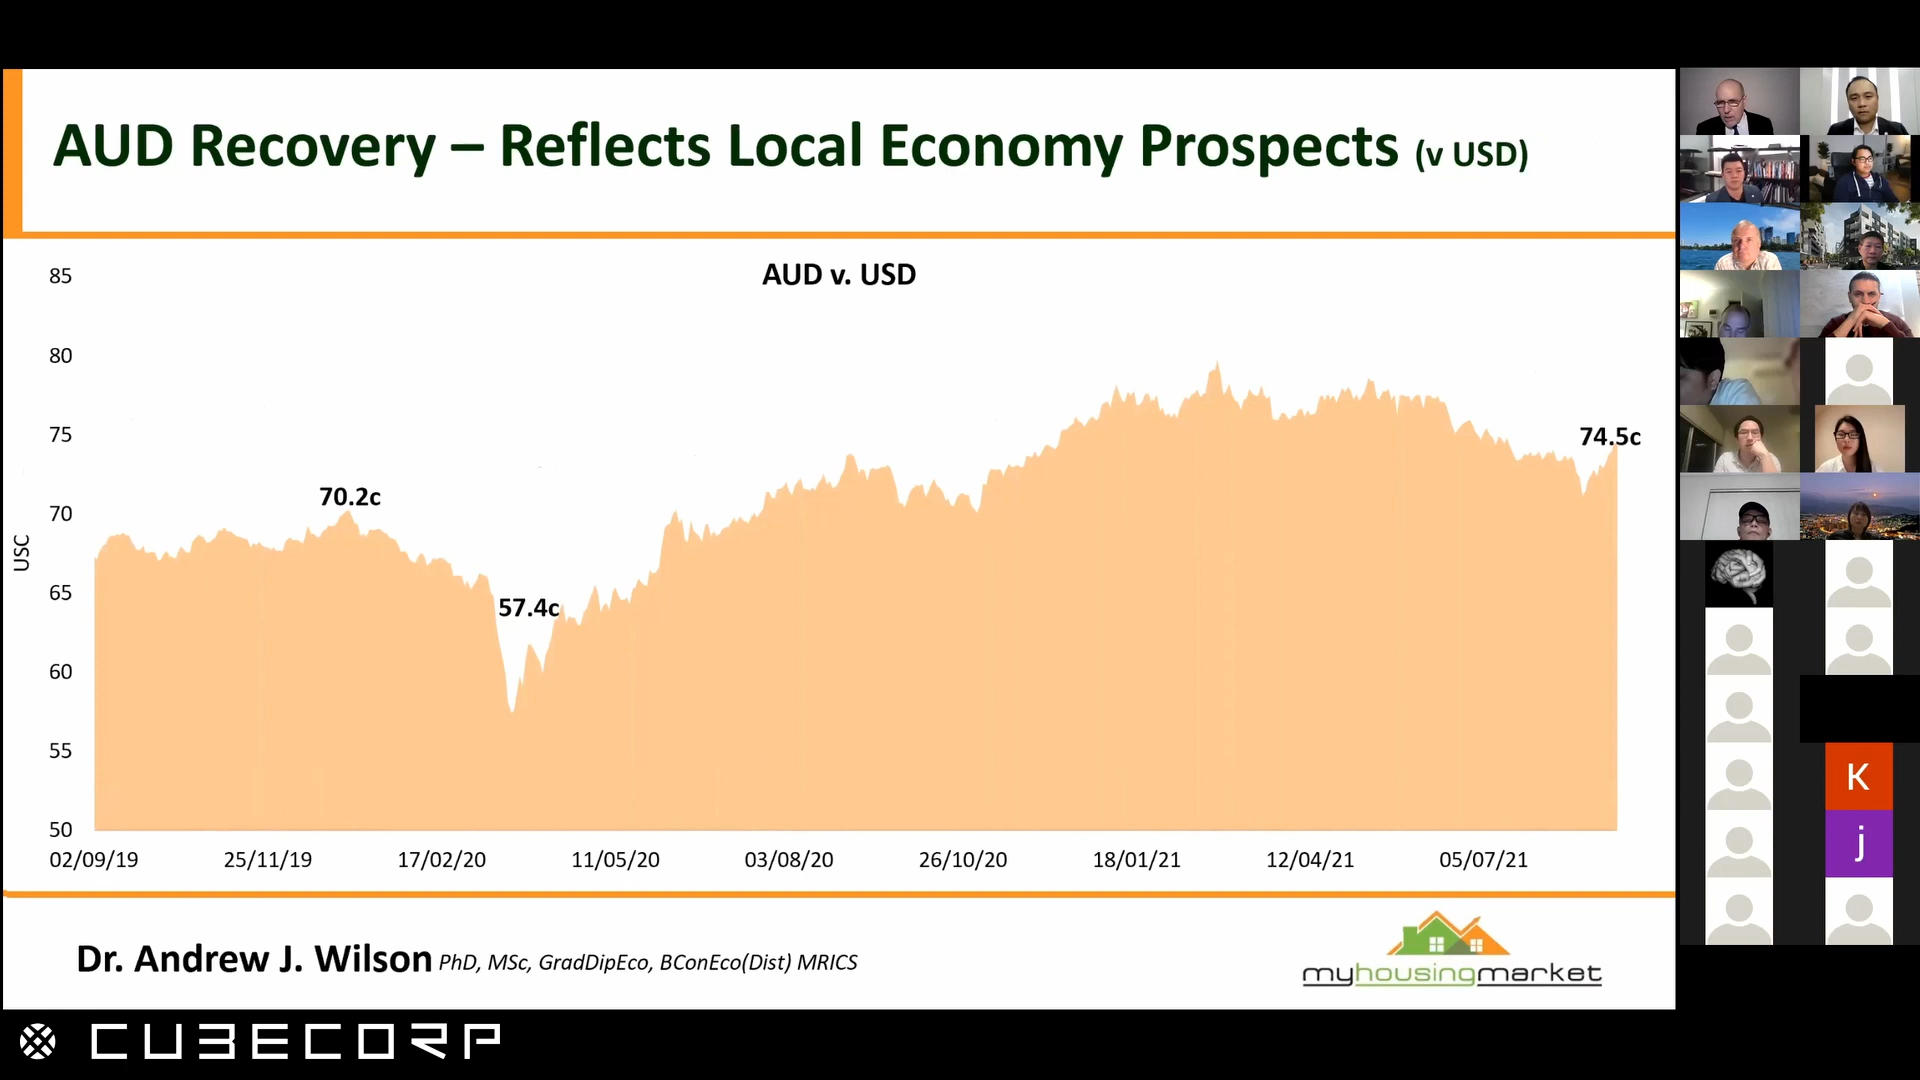 AUD Recovery – Reflects Local Economy Prospects (v USD)
AUD v. USD
85
80
75
70
65
60
55
50
USC
70.2c
57.4c
74.5c
02/09/19 25/11/19 17/02/20 11/05/20 03/08/20 26/10/20 18/01/21 12/04/21 05/07/21
Dr. Andrew J. Wilson PhD, MSc, GradDipEco, BConEco(Dist) MRICS
myhousingmarket
CUBECORP
K
j